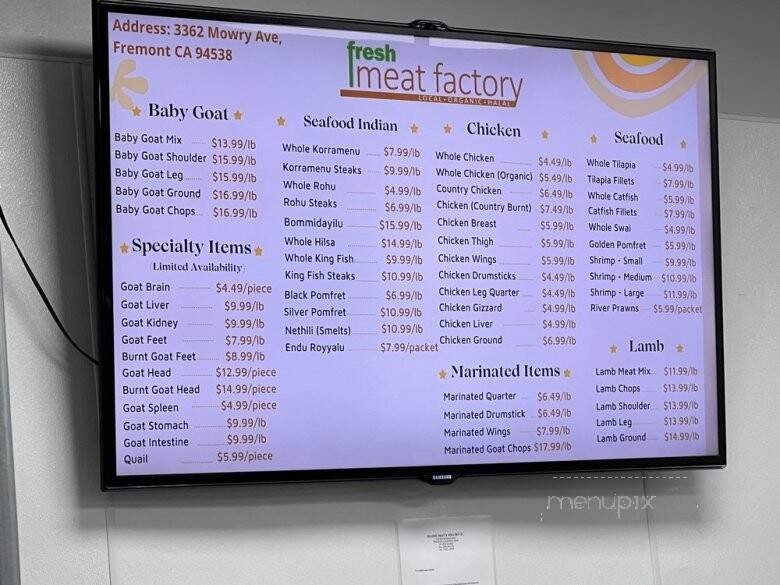 Address: 3362 Mowry Ave,
Fremont CA 94538
fresh
meat factory
LOCAL • ORGANIC • HALAL
Baby Goat
Baby Goat Mix $13.99/lb
Baby Goat Shoulder $15.99/lb
Baby Goat Leg $15.99/lb
Baby Goat Ground $16.99/lb
Baby Goat Chops $16.99/lb
Specialty Items
(Limited Availability)
Goat Brain $4.49/piece
Goat Liver $9.99/lb
Goat Kidney $9.99/lb
Goat Feet $7.99/lb
Burnt Goat Feet $8.99/lb
Goat Head $12.99/piece
Burnt Goat Head $14.99/piece
Goat Spleen $4.99/piece
Goat Stomach $9.99/lb
Goat Intestine $9.99/lb
Quail $5.99/piece
Seafood Indian
Whole Korramenu $7.99/lb
Korramenu Steaks $9.99/lb
Whole Rohu $4.99/lb
Rohu Steaks $6.99/lb
Bommidayilu $15.99/lb
Whole Hilsa $14.99/lb
Whole King Fish $9.99/lb
King Fish Steaks $10.99/lb
Black Pomfret $6.99/lb
Silver Pomfret $10.99/lb
Nethili (Smelts) $10.99/lb
Endu Royyalu $7.99/packet
Chicken
Whole Chicken $4.49/lb
Whole Chicken (Organic) $5.49/lb
Country Chicken $6.49/lb
Chicken (Country Burnt) $7.49/lb
Chicken Breast $5.99/lb
Chicken Thigh $5.99/lb
Chicken Wings $5.99/lb
Chicken Drumsticks $4.49/lb
Chicken Leg Quarter $4.49/lb
Chicken Gizzard $4.99/lb
Chicken Liver $4.99/lb
Chicken Ground $6.99/lb
Marinated Items
Marinated Quarter $6.49/lb
Marinated Drumstick $6.49/lb
Marinated Wings $7.99/lb
Marinated Goat Chops $17.99/lb
Seafood
Whole Tilapia $4.99/lb
Tilapia Fillets $7.99/lb
Whole Catfish $5.99/lb
Catfish Fillets $7.99/lb
Whole Swai $4.99/lb
Golden Pomfret $5.99/lb
Shrimp - Small $9.99/lb
Shrimp - Medium $10.99/lb
Shrimp - Large $11.99/lb
River Prawns $5.99/packet
Lamb
Lamb Meat Mix $11.99/lb
Lamb Chops $13.99/lb
Lamb Shoulder $13.99/lb
Lamb Leg $13.99/lb
Lamb Ground $14.99/lb
SAMSUNG
menupix